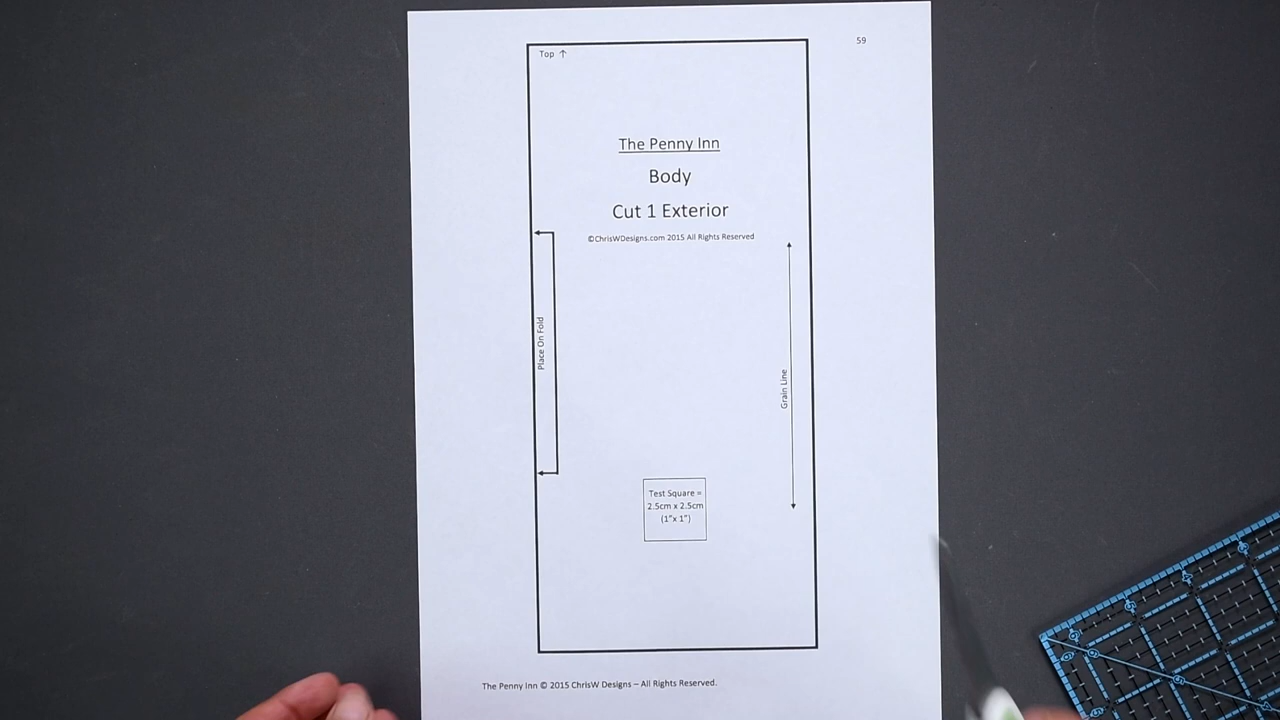 59
Top ↑
The Penny Inn
Body
Cut 1 Exterior
©ChrisWDesigns.com 2015 All Rights Reserved
Place On Fold
Grain Line
Test Square =
2.5cm x 2.5cm
(1"x 1")
The Penny Inn © 2015 ChrisW Designs – All Rights Reserved.